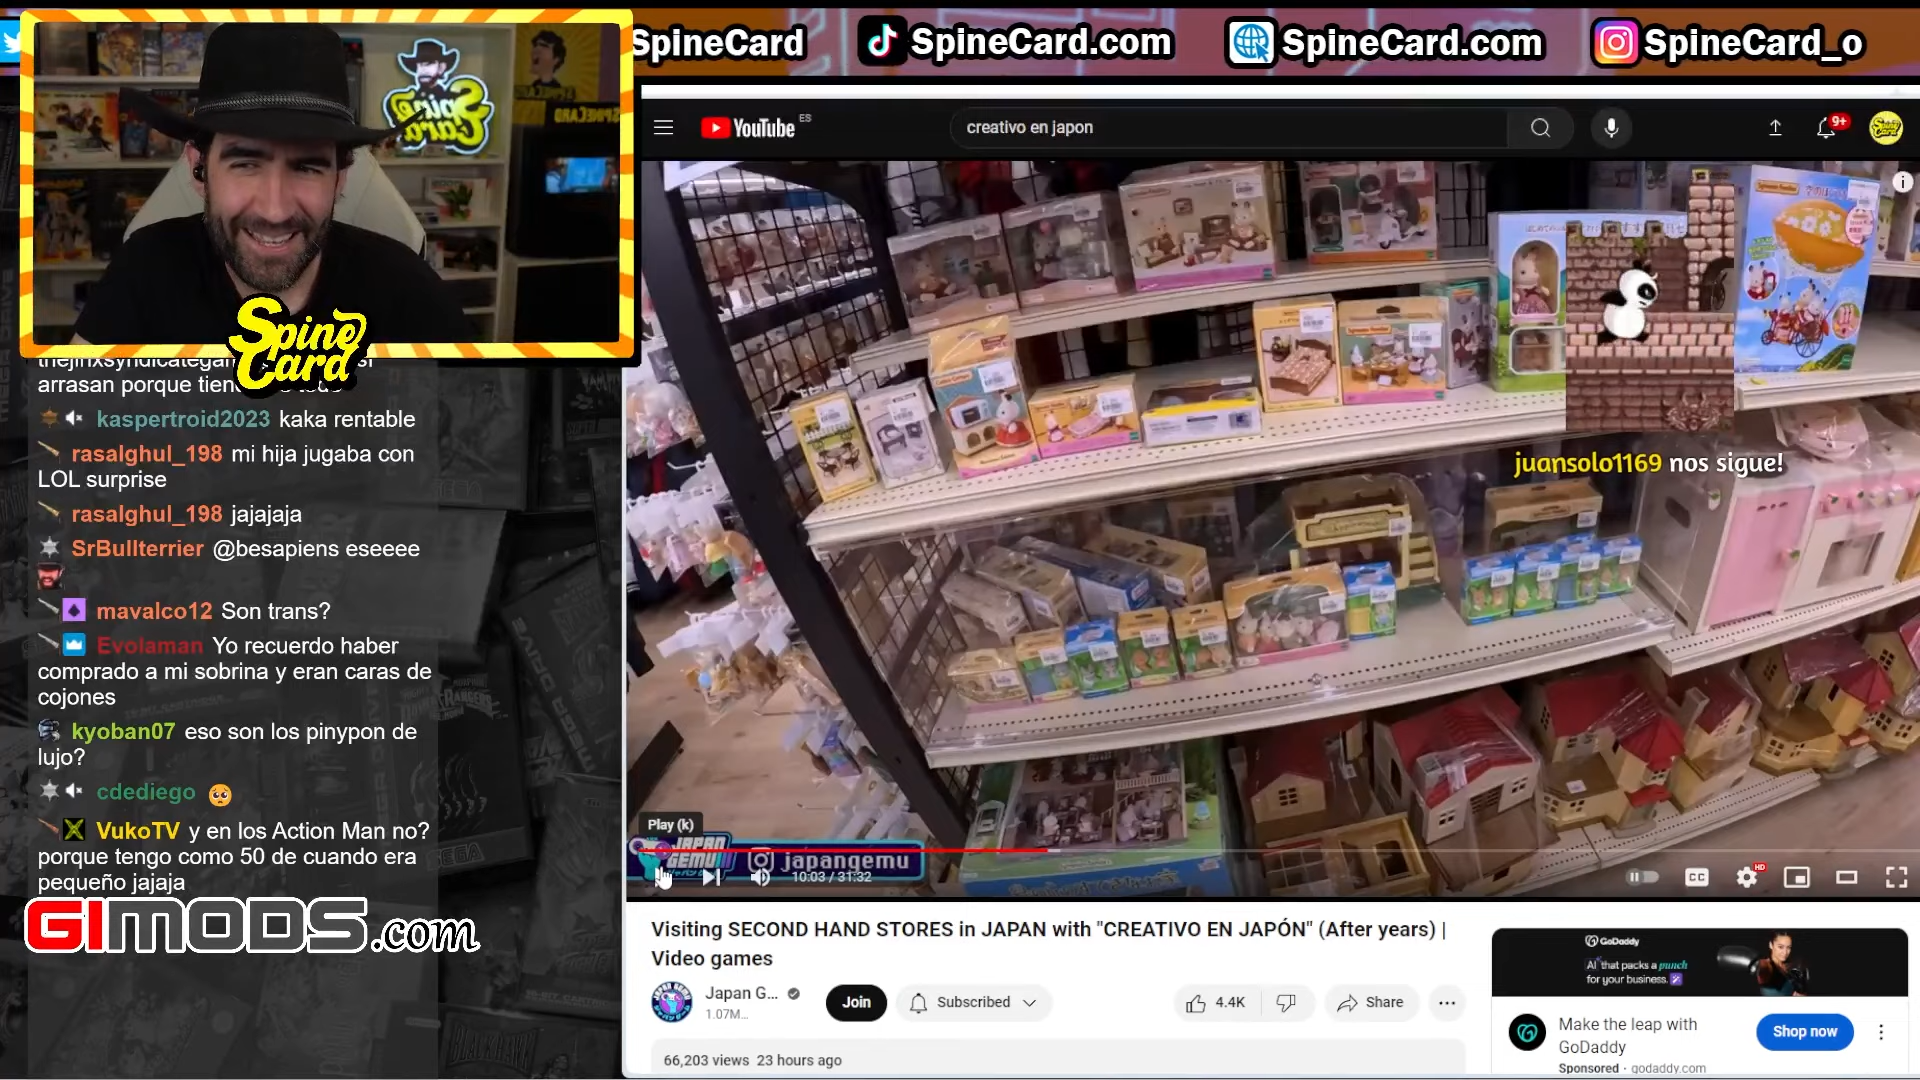 SpineCard
SpineCard.com
SpineCard.com
SpineCard_o
YouTube ES
creativo en japon
9+
Spine
Card
arrasan porque tien
kaspertroid2023 kaka rentable
rasalghul_198 mi hija jugaba con
LOL surprise
rasalghul_198 jajajaja
SrBullterrier @besapiens eseeee
mavalco12 Son trans?
Evolaman Yo recuerdo haber
comprado a mi sobrina y eran caras de
cojones
kyoban07 eso son los pinypon de
lujo?
cdediego
VukoTV y en los Action Man no?
porque tengo como 50 de cuando era
pequeño jajaja
GIMODS.com
juansolo1169 nos sigue!
Play (k)
JAPAN
GEMU
japangemu
10:03 / 31:32
CC
HD
Visiting SECOND HAND STORES in JAPAN with "CREATIVO EN JAPÓN" (After years) |
Video games
Japan G...
1.07M...
Join
Subscribed
4.4K
Share
66,203 views 23 hours ago
GoDaddy
AI that packs a punch
for your business.
Make the leap with
GoDaddy
Sponsored · godaddy.com
Shop now